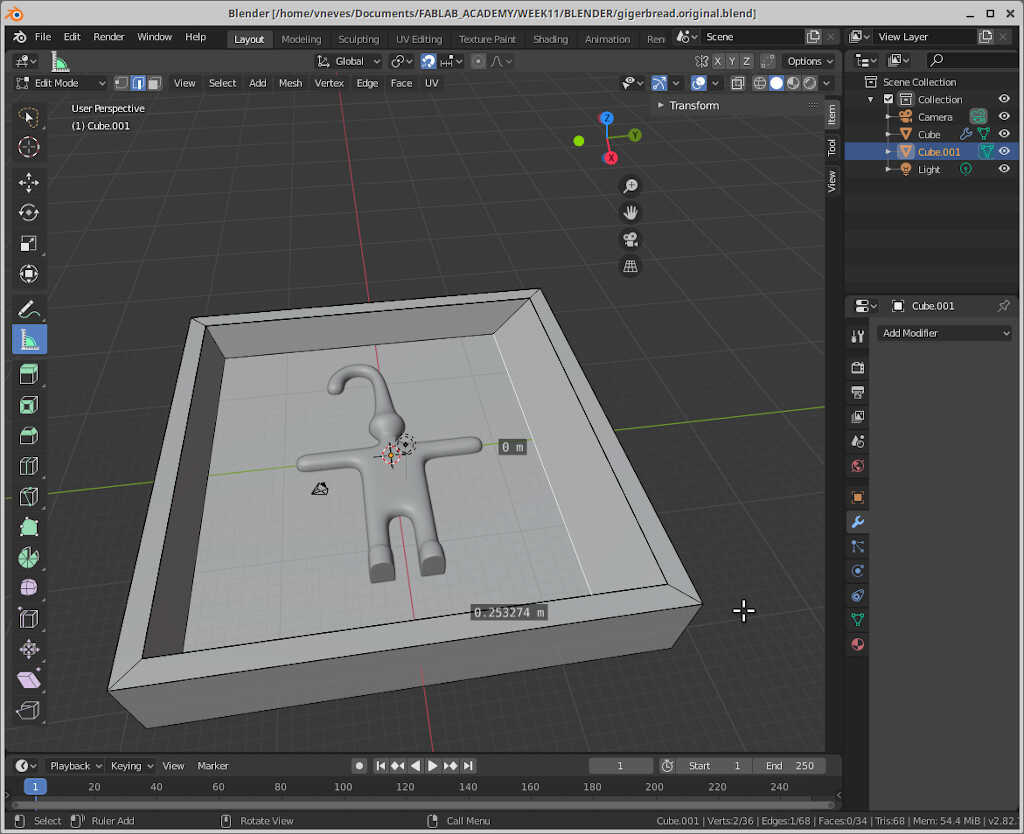 Blender [/home/vneves/Documents/FABLAB_ACADEMY/WEEK11/BLENDER/gigerbread.original.blend]
File Edit Render Window Help Layout Modeling Sculpting UV Editing Texture Paint Shading Animation Ren Scene View Layer
Global X Y Z Options
Edit Mode View Select Add Mesh Vertex Edge Face UV
User Perspective
(1) Cube.001
Transform
Item
Tool
View
Z
Y
X
0 m
0.253274 m
Scene Collection
Collection
Camera
Cube
Cube.001
Light
Cube.001
Add Modifier
Playback Keying View Marker 1 Start 1 End 250
1 20 40 60 80 100 120 140 160 180 200 220 240
Select Ruler Add Rotate View Call Menu Cube.001 | Verts:2/36 | Edges:1/68 | Faces:0/34 | Tris:68 | Mem: 54.4 MiB | v2.82.